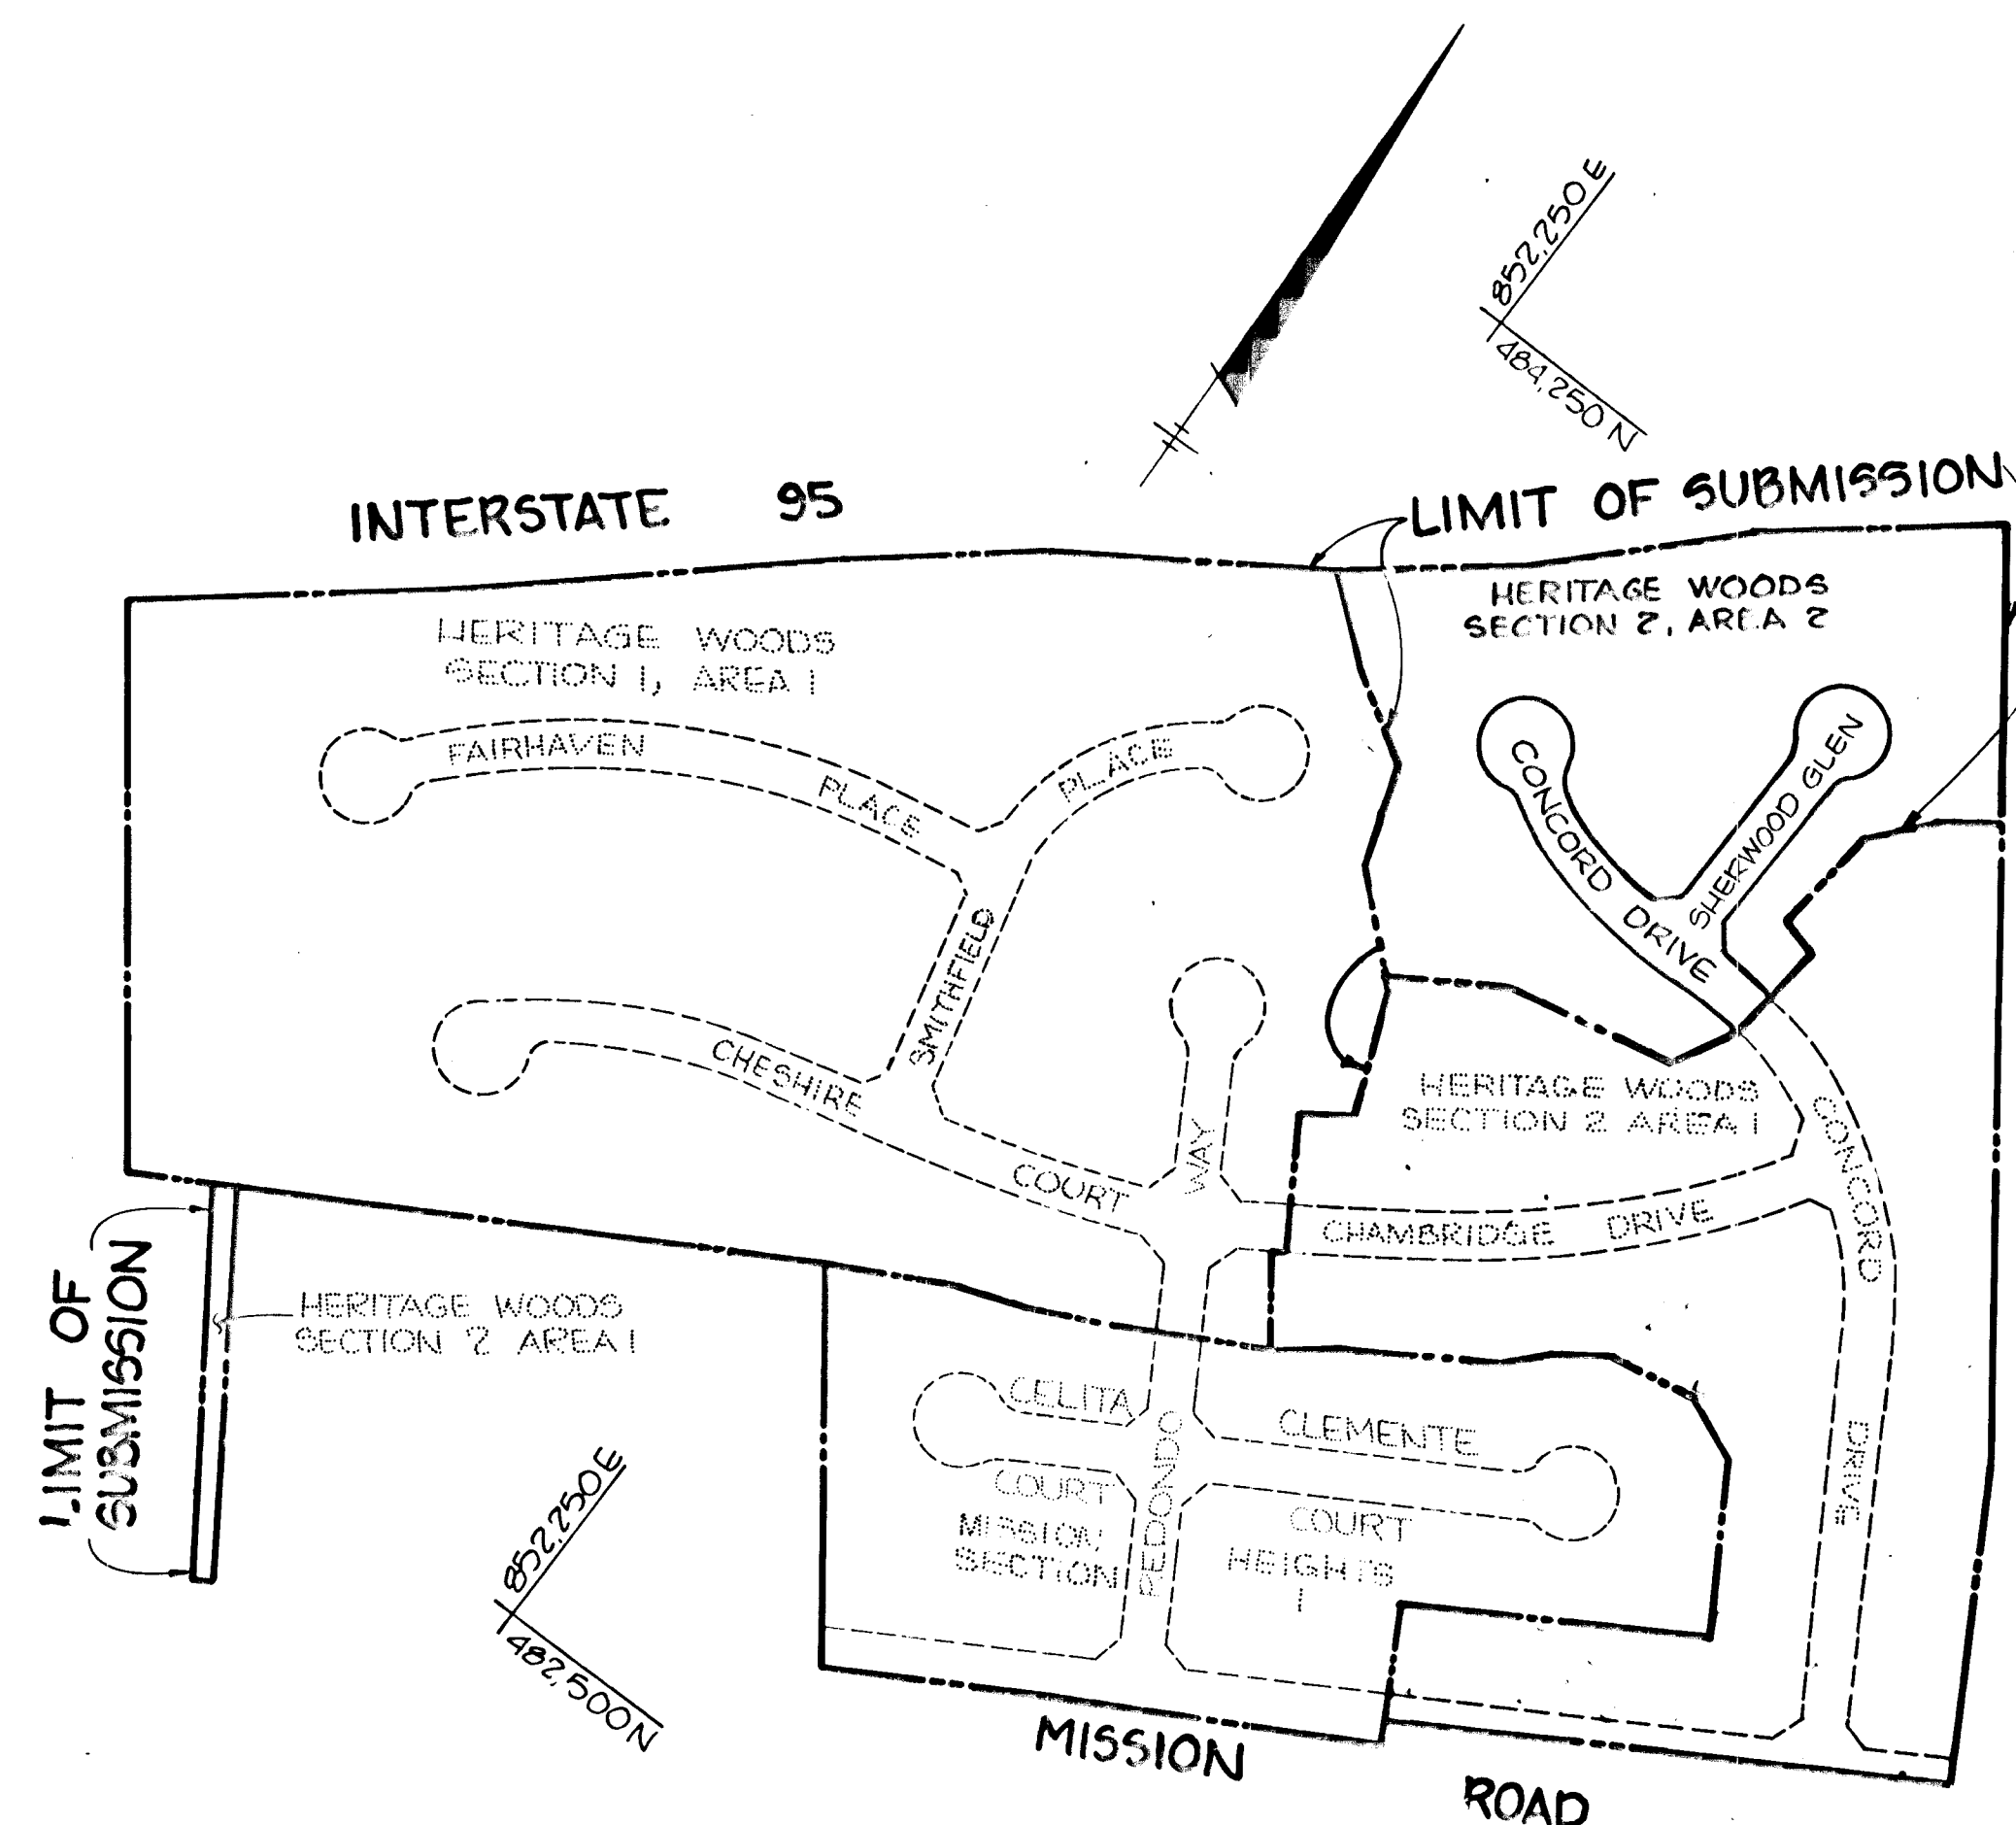 852,250 E
484,250 N
INTERSTATE 95
LIMIT OF SUBMISSION
HERITAGE WOODS
SECTION 2, AREA 2
HERITAGE WOODS
SECTION 1, AREA 1
FAIRHAVEN PLACE
PLACE
SMITHFIELD
CONCORD DRIVE
SHERWOOD GLEN
CHESHIRE COURT
WAY
HERITAGE WOODS
SECTION 2 AREA 1
CONCORD
DRIVE
CHAMBRIDGE DRIVE
LIMIT OF
SUBMISSION
HERITAGE WOODS
SECTION 2 AREA 1
CELITA
COURT
REDONDO
CLEMENTE
COURT
MISSION HEIGHTS
SECTION 1
852,250 E
482,500 N
MISSION ROAD